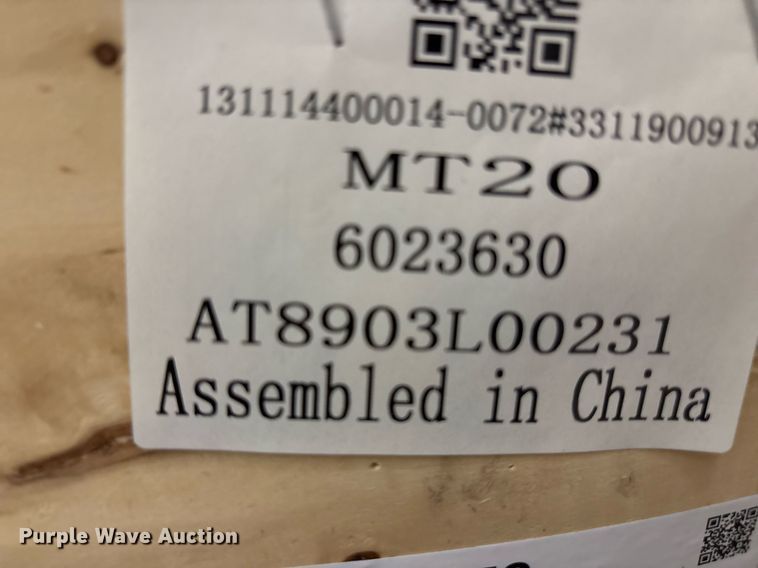 131114400014-0072#3311900913
MT20
6023630
AT8903L00231
Assembled in China
Purple Wave Auction